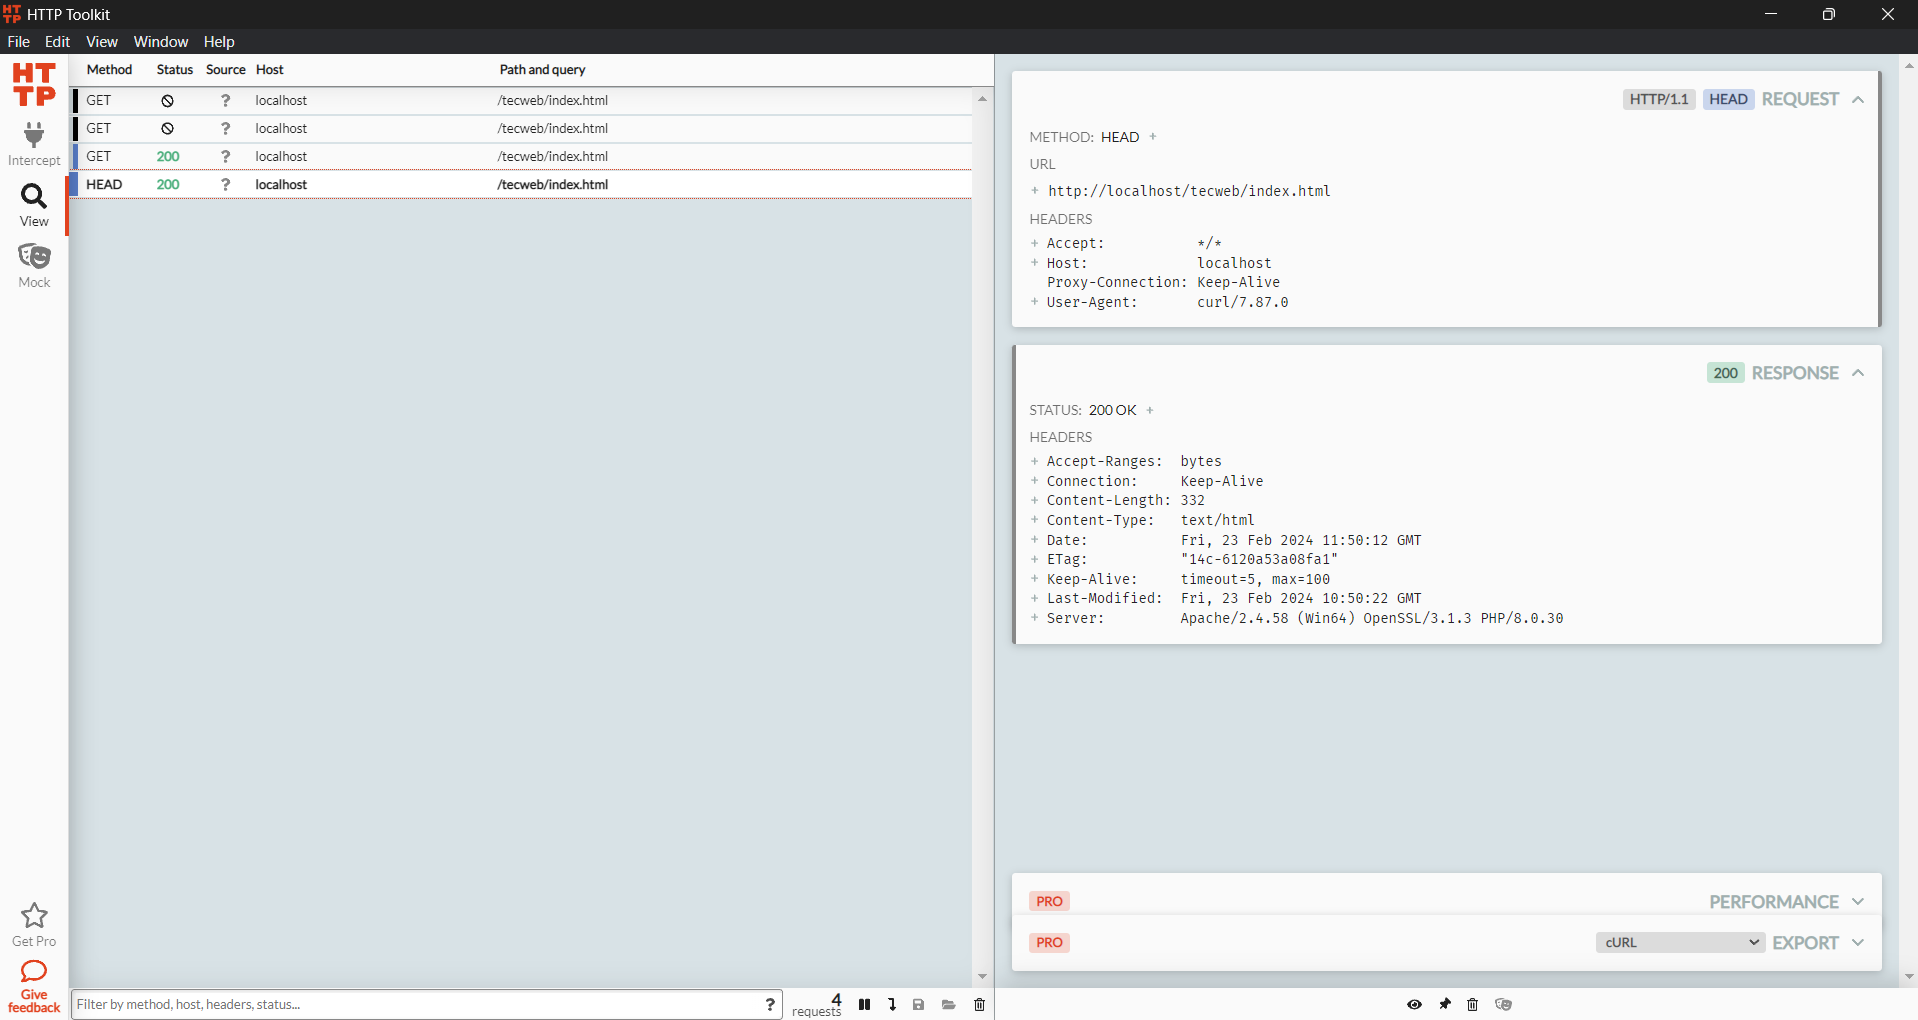 HTTP HTTP Toolkit
File Edit View Window Help
HTTP
Intercept
View
Mock
Get Pro
Give feedback
Method Status Source Host Path and query
GET ? localhost /tecweb/index.html
GET ? localhost /tecweb/index.html
GET 200 ? localhost /tecweb/index.html
HEAD 200 ? localhost /tecweb/index.html
Filter by method, host, headers, status... ? 4 requests
HTTP/1.1 HEAD REQUEST
METHOD: HEAD +
URL
+ http://localhost/tecweb/index.html
HEADERS
+ Accept: */*
+ Host: localhost
Proxy-Connection: Keep-Alive
+ User-Agent: curl/7.87.0
200 RESPONSE
STATUS: 200 OK +
HEADERS
+ Accept-Ranges: bytes
+ Connection: Keep-Alive
+ Content-Length: 332
+ Content-Type: text/html
+ Date: Fri, 23 Feb 2024 11:50:12 GMT
+ ETag: "14c-6120a53a08fa1"
+ Keep-Alive: timeout=5, max=100
+ Last-Modified: Fri, 23 Feb 2024 10:50:22 GMT
+ Server: Apache/2.4.58 (Win64) OpenSSL/3.1.3 PHP/8.0.30
PRO PERFORMANCE
PRO cURL EXPORT